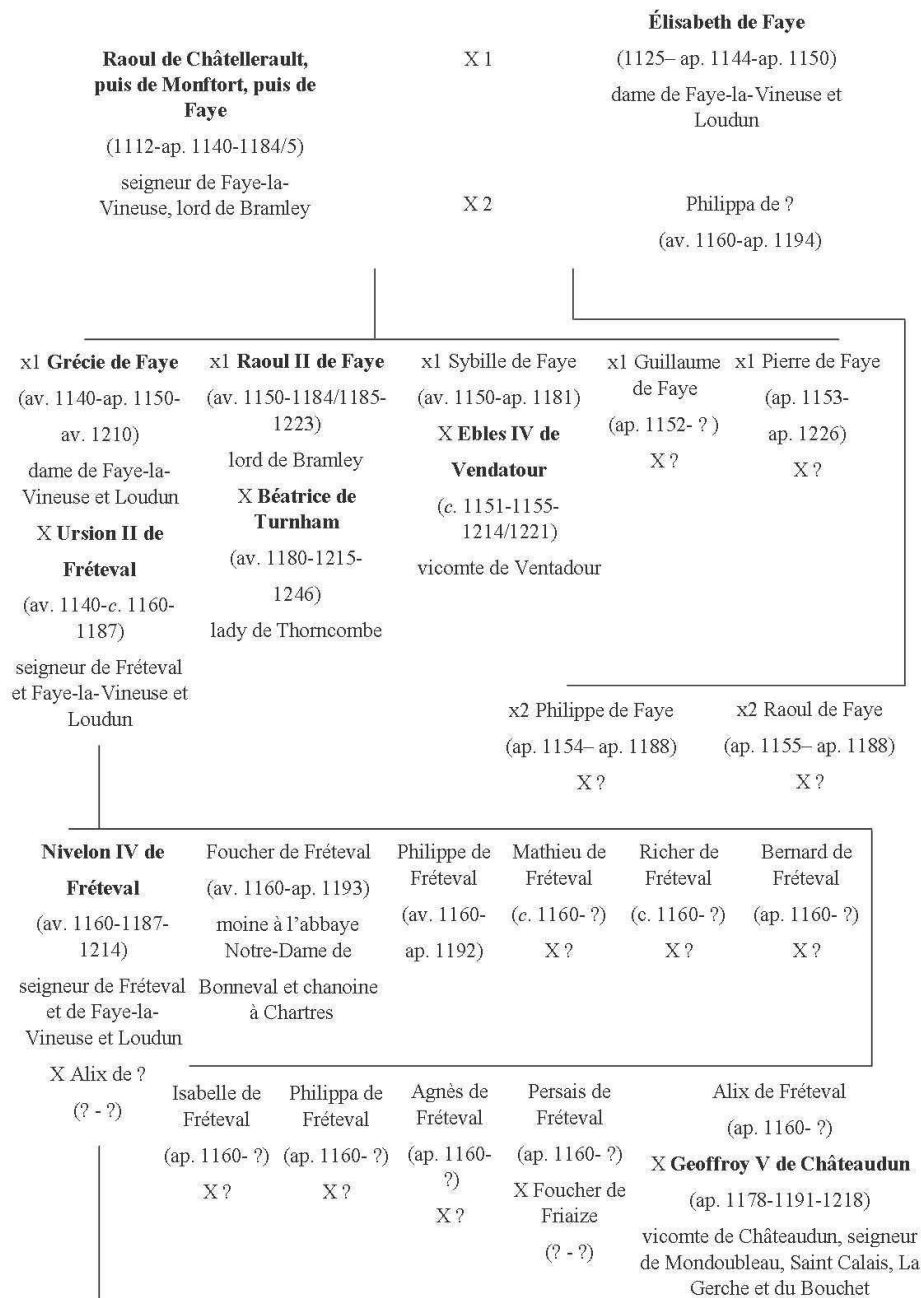 Raoul de Châtellerault,
puis de Monftort, puis de
Faye
(1112-ap. 1140-1184/5)
seigneur de Faye-la-
Vineuse, lord de Bramley
X 1
X 2
Élisabeth de Faye
(1125– ap. 1144-ap. 1150)
dame de Faye-la-Vineuse et
Loudun
Philippa de ?
(av. 1160-ap. 1194)
x1 Grécie de Faye
(av. 1140-ap. 1150-
av. 1210)
dame de Faye-la-
Vineuse et Loudun
X Ursion II de
Fréteval
(av. 1140-c. 1160-
1187)
seigneur de Fréteval
et Faye-la-Vineuse et
Loudun
x1 Raoul II de Faye
(av. 1150-1184/1185-
1223)
lord de Bramley
X Béatrice de
Turnham
(av. 1180-1215-
1246)
lady de Thorncombe
x1 Sybille de Faye
(av. 1150-ap. 1181)
X Ebles IV de
Vendatour
(c. 1151-1155-
1214/1221)
vicomte de Ventadour
x1 Guillaume
de Faye
(ap. 1152- ? )
X ?
x1 Pierre de Faye
(ap. 1153-
ap. 1226)
X ?
x2 Philippe de Faye
(ap. 1154– ap. 1188)
X ?
x2 Raoul de Faye
(ap. 1155– ap. 1188)
X ?
Nivelon IV de
Fréteval
(av. 1160-1187-
1214)
seigneur de Fréteval
et de Faye-la-
Vineuse et Loudun
X Alix de ?
(? - ?)
Foucher de Fréteval
(av. 1160-ap. 1193)
moine à l’abbaye
Notre-Dame de
Bonneval et chanoine
à Chartres
Philippe de
Fréteval
(av. 1160-
ap. 1192)
Mathieu de
Fréteval
(c. 1160- ?)
X ?
Richer de
Fréteval
(c. 1160- ?)
X ?
Bernard de
Fréteval
(ap. 1160- ?)
X ?
Isabelle de
Fréteval
(ap. 1160- ?)
X ?
Philippa de
Fréteval
(ap. 1160- ?)
X ?
Agnès de
Fréteval
(ap. 1160-
?)
X ?
Persais de
Fréteval
(ap. 1160- ?)
X Foucher de
Friaize
(? - ?)
Alix de Fréteval
(ap. 1160- ?)
X Geoffroy V de Châteaudun
(ap. 1178-1191-1218)
vicomte de Châteaudun, seigneur
de Mondoubleau, Saint Calais, La
Gerche et du Bouchet